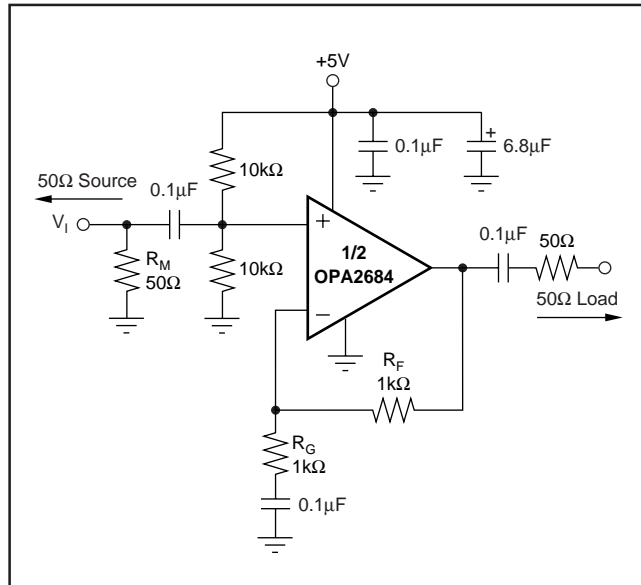 +5V
0.1μF
+
6.8μF
50Ω Source
0.1μF
10kΩ
V_I
R_M
50Ω
10kΩ
+
1/2
OPA2684
−
0.1μF
50Ω
50Ω Load
R_F
1kΩ
R_G
1kΩ
0.1μF